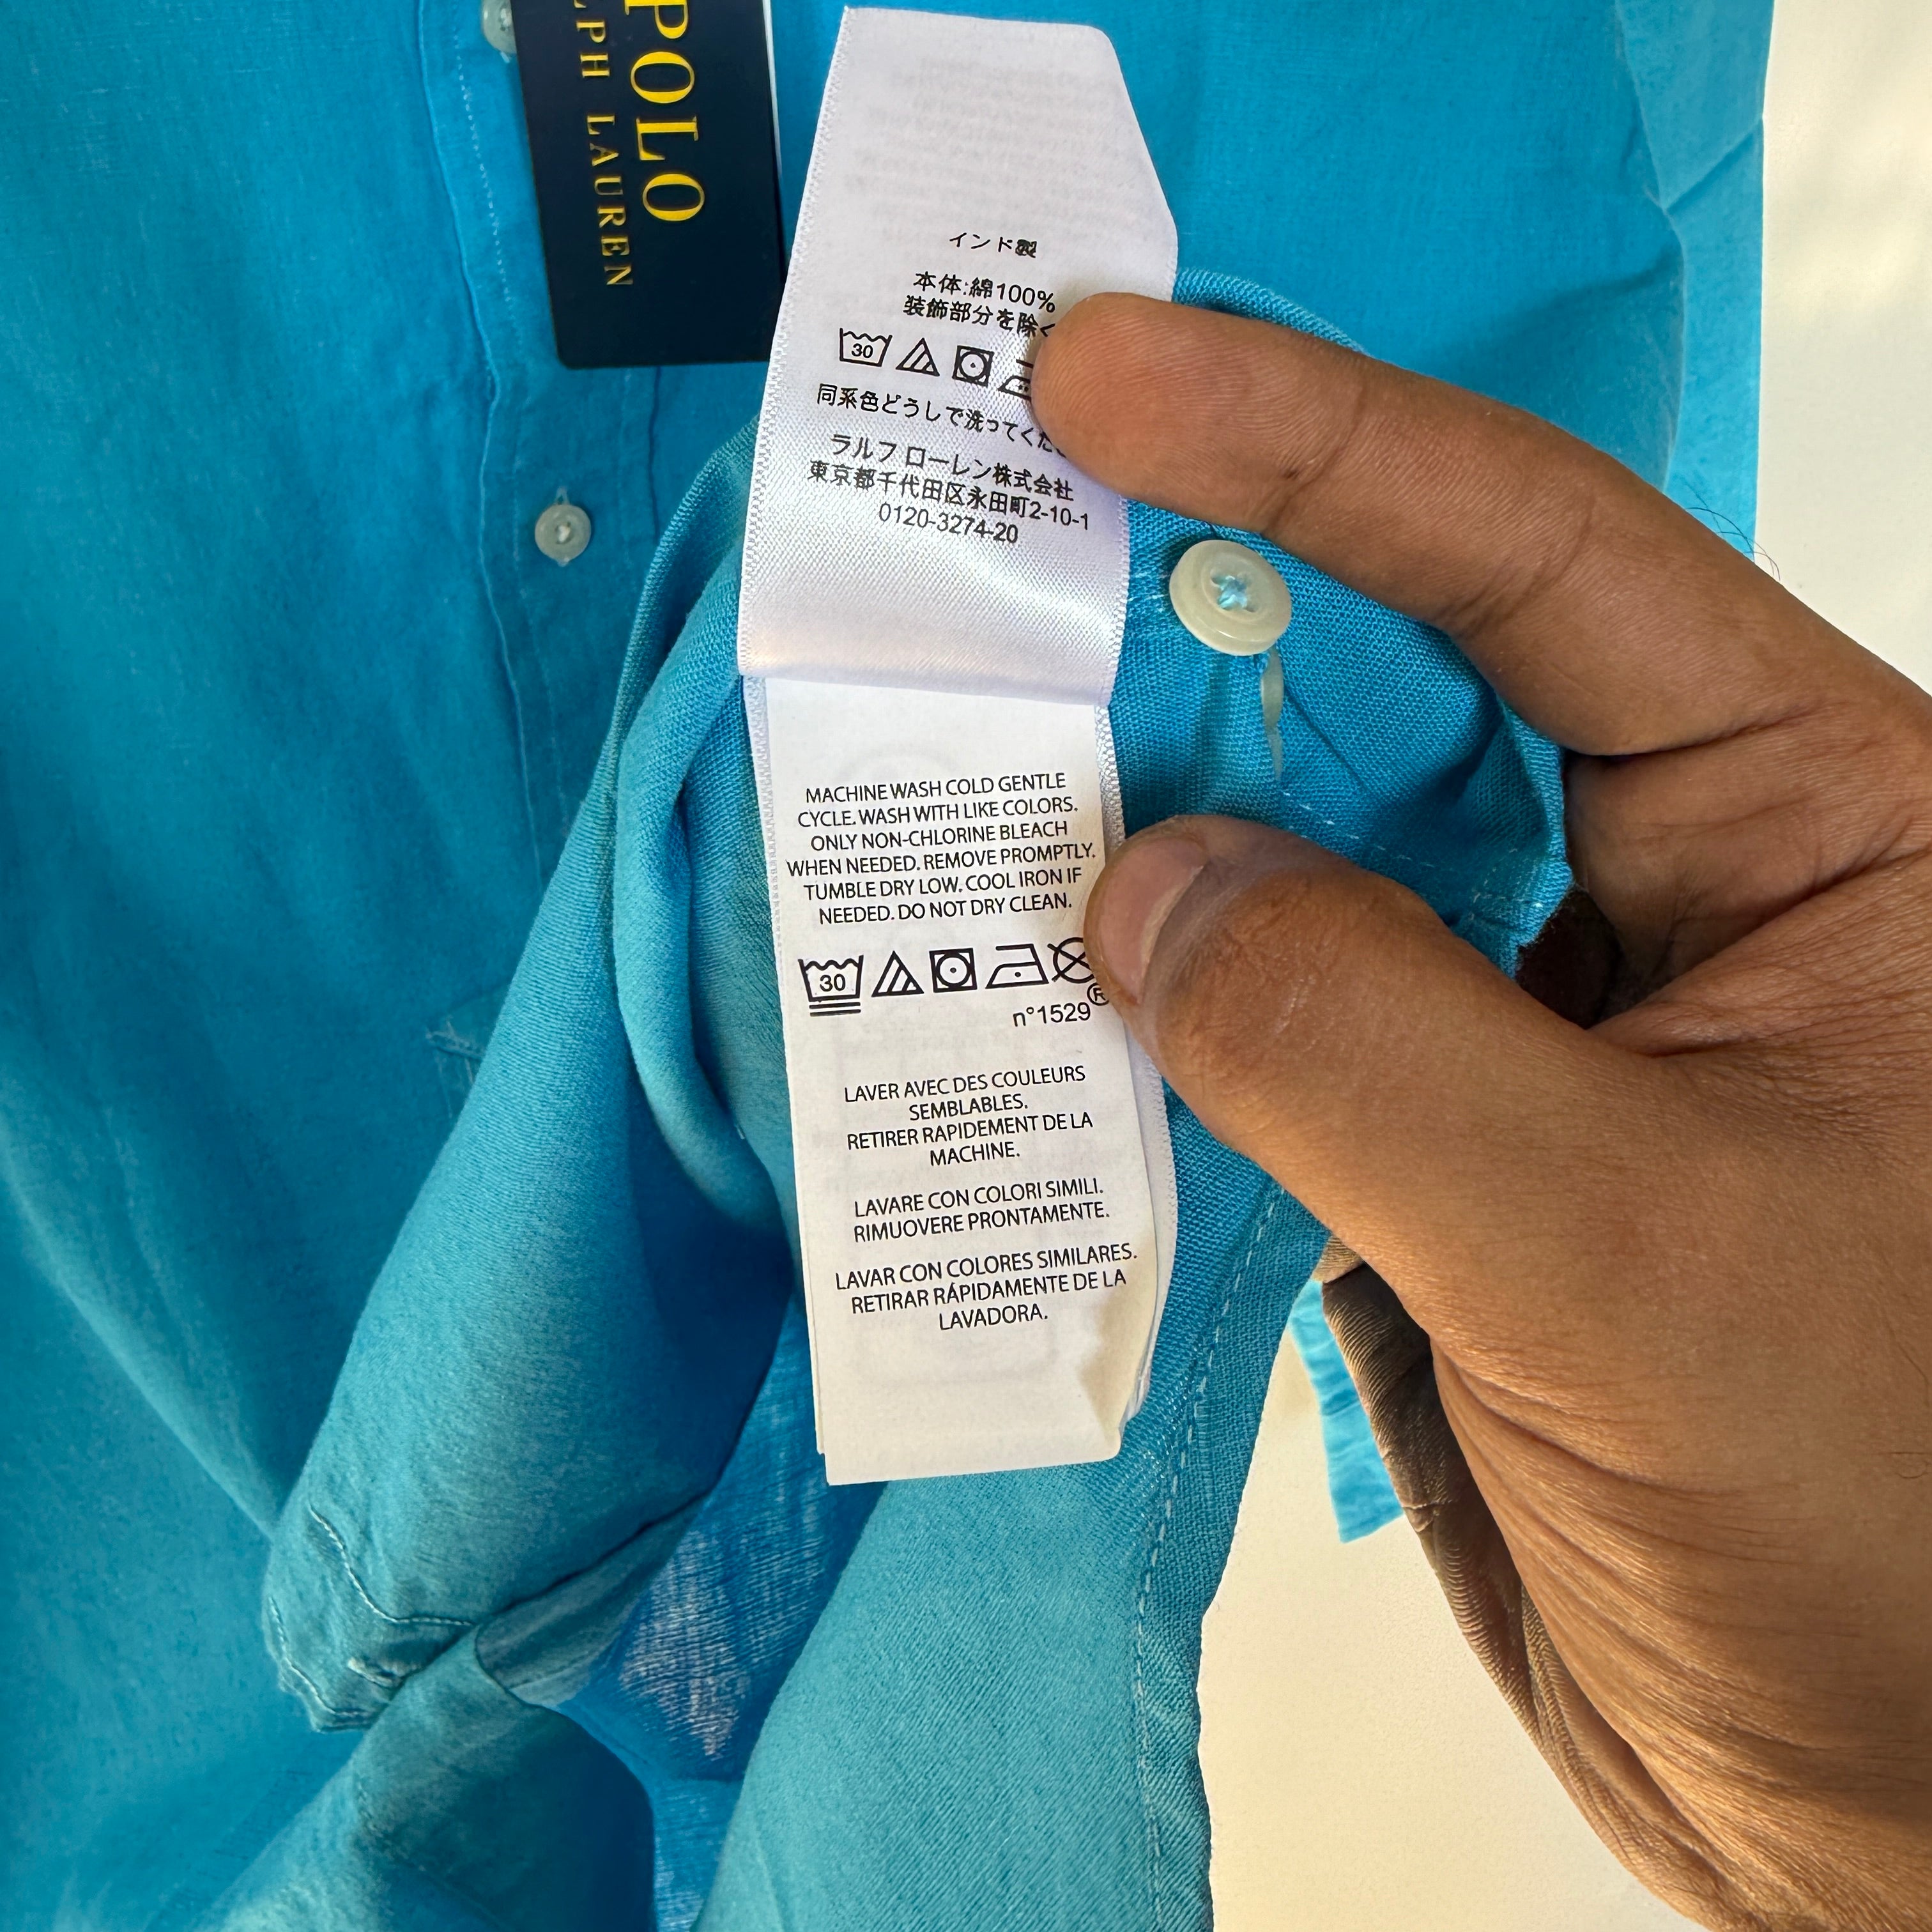 POLO
LPH LAUREN
インド製
本体:綿100%
装飾部分を除く
30
同系色どうしで洗ってくだ
ラルフ ローレン株式会社
東京都千代田区永田町2-10-1
0120-3274-20
MACHINE WASH COLD GENTLE
CYCLE. WASH WITH LIKE COLORS.
ONLY NON-CHLORINE BLEACH
WHEN NEEDED. REMOVE PROMPTLY.
TUMBLE DRY LOW. COOL IRON IF
NEEDED. DO NOT DRY CLEAN.
30
n°1529 ®
LAVER AVEC DES COULEURS
SEMBLABLES.
RETIRER RAPIDEMENT DE LA
MACHINE.
LAVARE CON COLORI SIMILI.
RIMUOVERE PRONTAMENTE.
LAVAR CON COLORES SIMILARES.
RETIRAR RÁPIDAMENTE DE LA
LAVADORA.